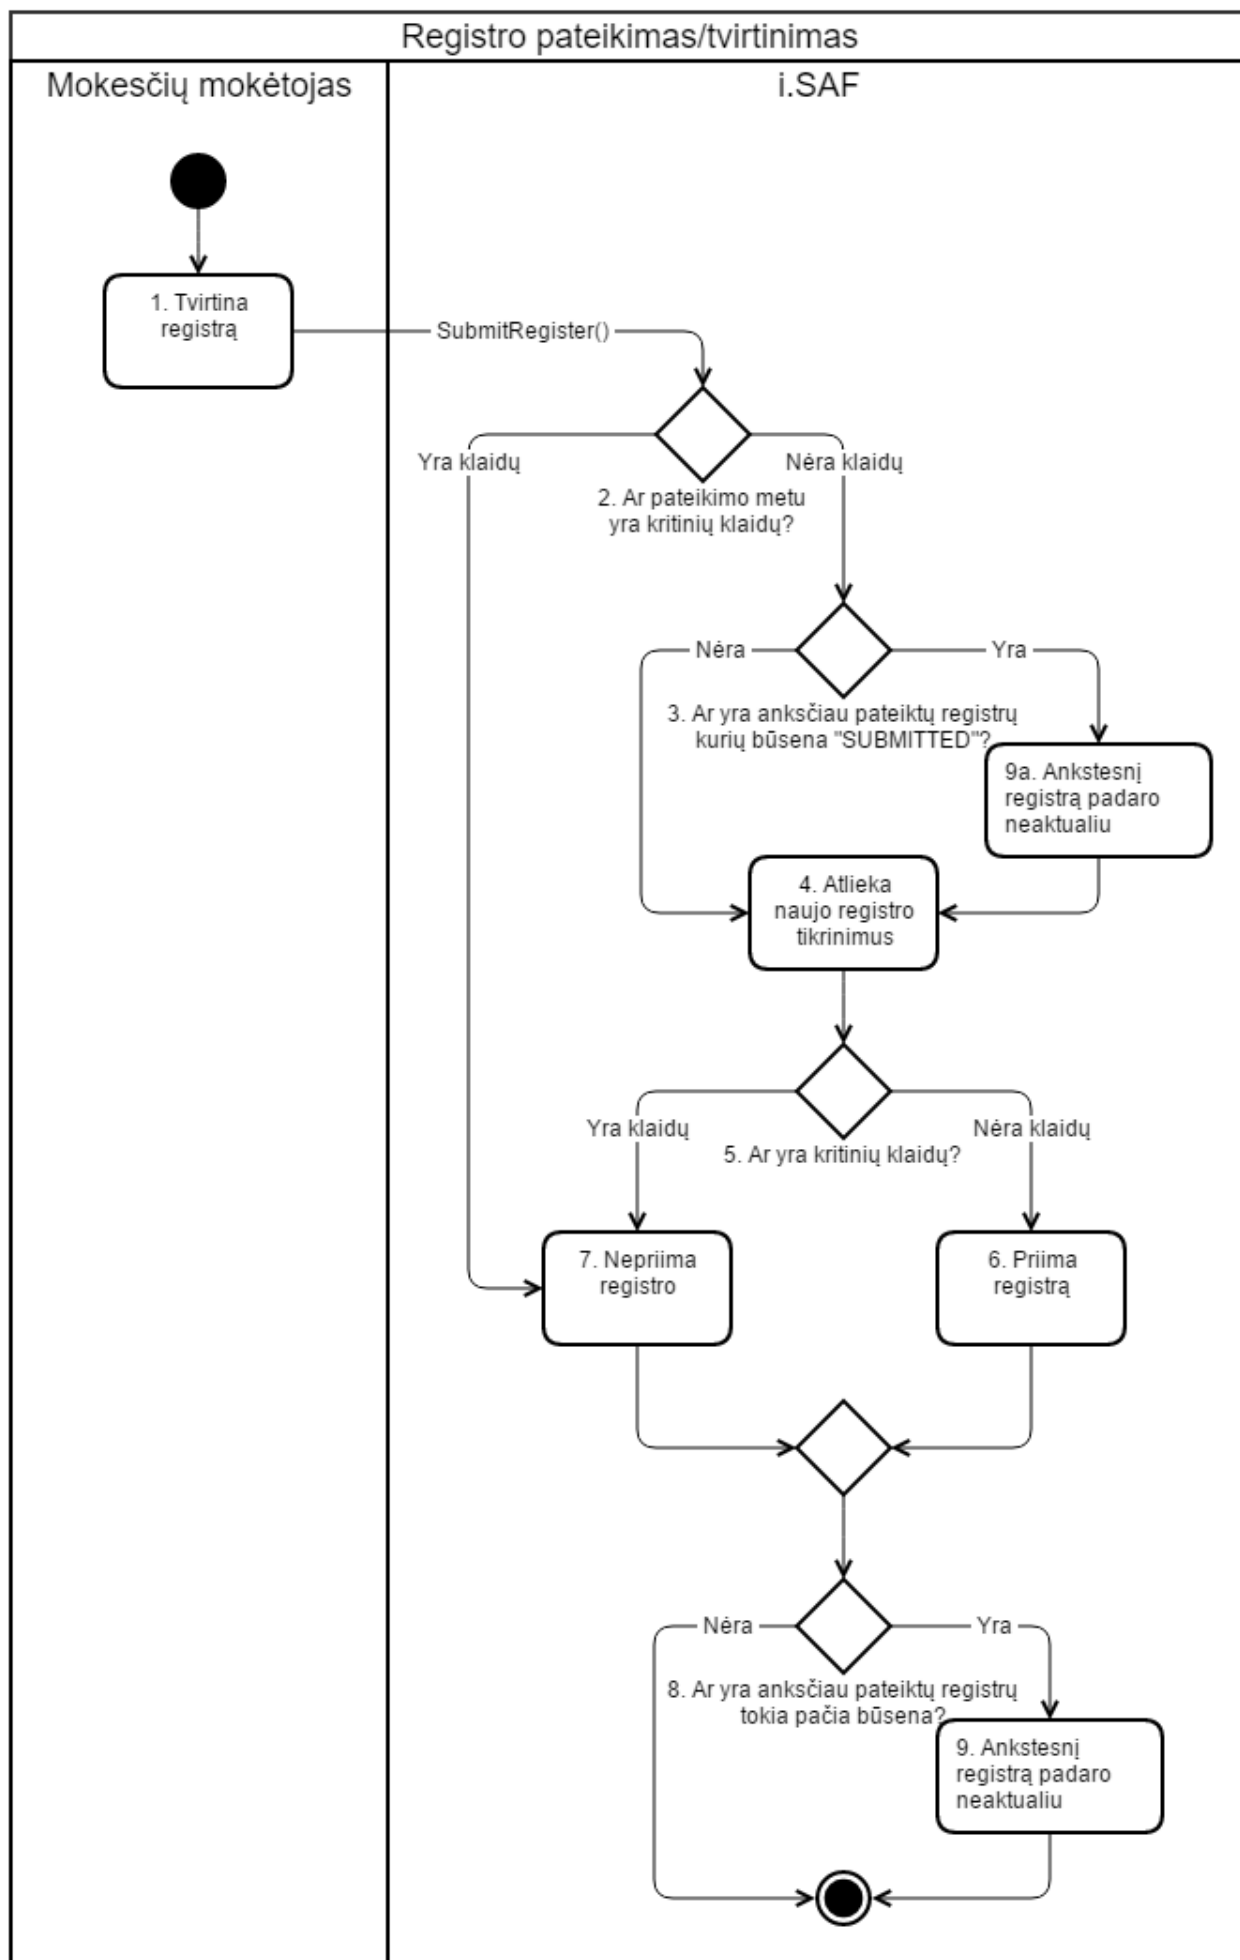 Registro pateikimas/tvirtinimas
Mokesčių mokėtojas
i.SAF
1. Tvirtina
registrą
SubmitRegister()
Yra klaidų
Nėra klaidų
2. Ar pateikimo metu
yra kritinių klaidų?
Nėra
Yra
3. Ar yra anksčiau pateiktų registrų
kurių būsena "SUBMITTED"?
9a. Ankstesnį
registrą padaro
neaktualiu
4. Atlieka
naujo registro
tikrinimus
Yra klaidų
Nėra klaidų
5. Ar yra kritinių klaidų?
7. Nepriima
registro
6. Priima
registrą
Nėra
Yra
8. Ar yra anksčiau pateiktų registrų
tokia pačia būsena?
9. Ankstesnį
registrą padaro
neaktualiu